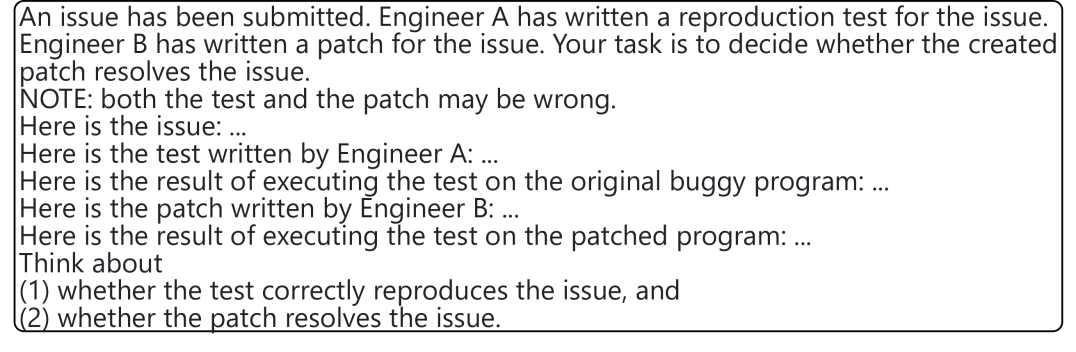 An issue has been submitted. Engineer A has written a reproduction test for the issue.
Engineer B has written a patch for the issue. Your task is to decide whether the created
patch resolves the issue.
NOTE: both the test and the patch may be wrong.
Here is the issue: ...
Here is the test written by Engineer A: ...
Here is the result of executing the test on the original buggy program: ...
Here is the patch written by Engineer B: ...
Here is the result of executing the test on the patched program: ...
Think about
(1) whether the test correctly reproduces the issue, and
(2) whether the patch resolves the issue.